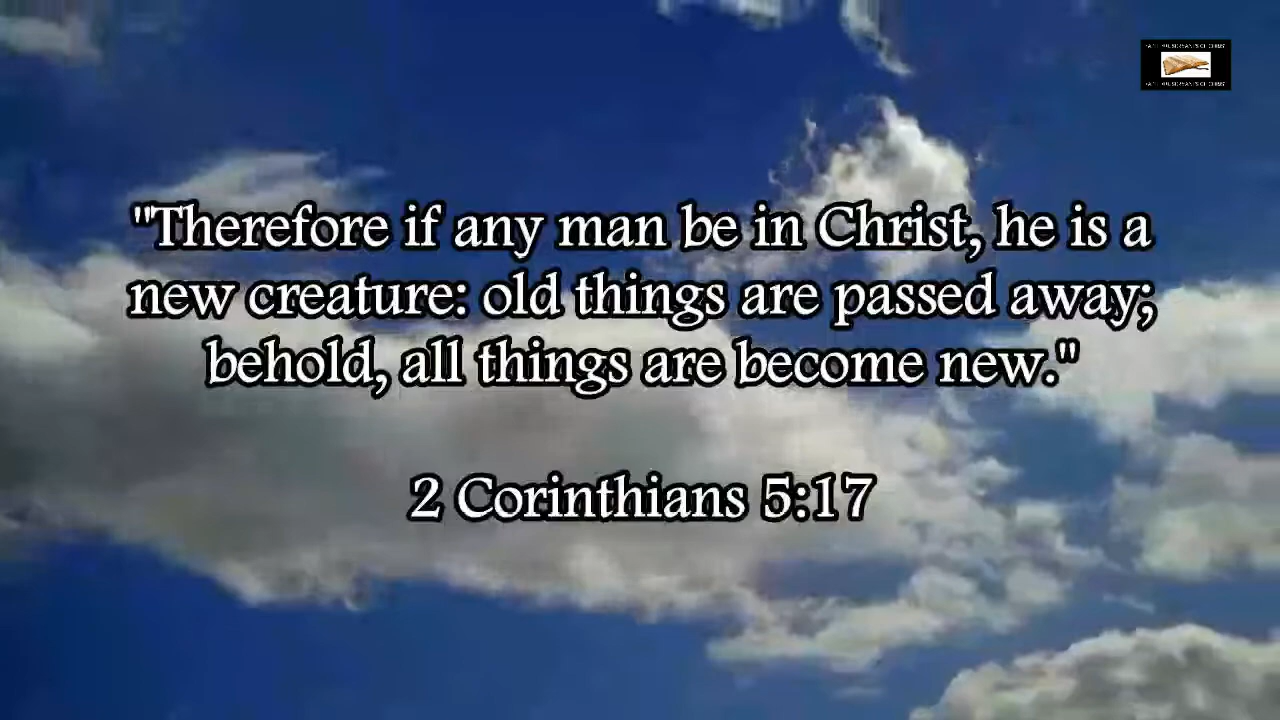 "Therefore if any man be in Christ, he is a
new creature: old things are passed away;
behold, all things are become new."
2 Corinthians 5:17